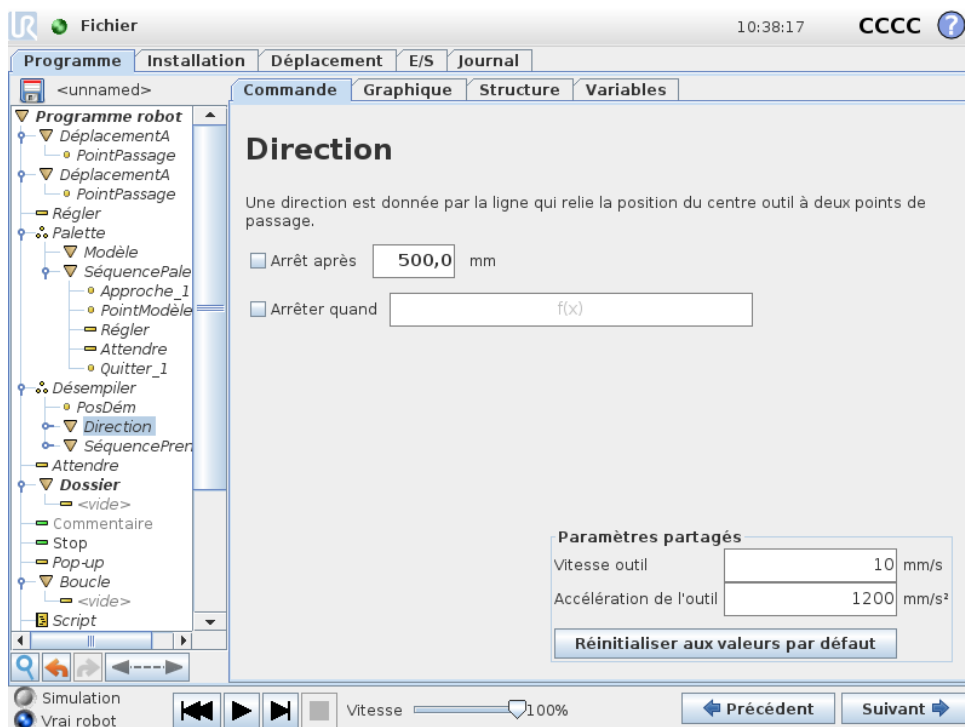 UR Fichier 10:38:17 CCCC ?
Programme Installation Déplacement E/S Journal
<unnamed> Commande Graphique Structure Variables
Programme robot
DéplacementA
PointPassage
DéplacementA
PointPassage
Régler
Palette
Modèle
SéquencePale
Approche_1
PointModèle
Régler
Attendre
Quitter_1
Désempiler
PosDém
Direction
SéquencePren
Attendre
Dossier
<vide>
Commentaire
Stop
Pop-up
Boucle
<vide>
Script
Direction
Une direction est donnée par la ligne qui relie la position du centre outil à deux points de
passage.
Arrêt après 500,0 mm
Arrêter quand f(x)
Paramètres partagés
Vitesse outil 10 mm/s
Accélération de l'outil 1200 mm/s²
Réinitialiser aux valeurs par défaut
Simulation
Vrai robot
Vitesse 100%
Précédent Suivant